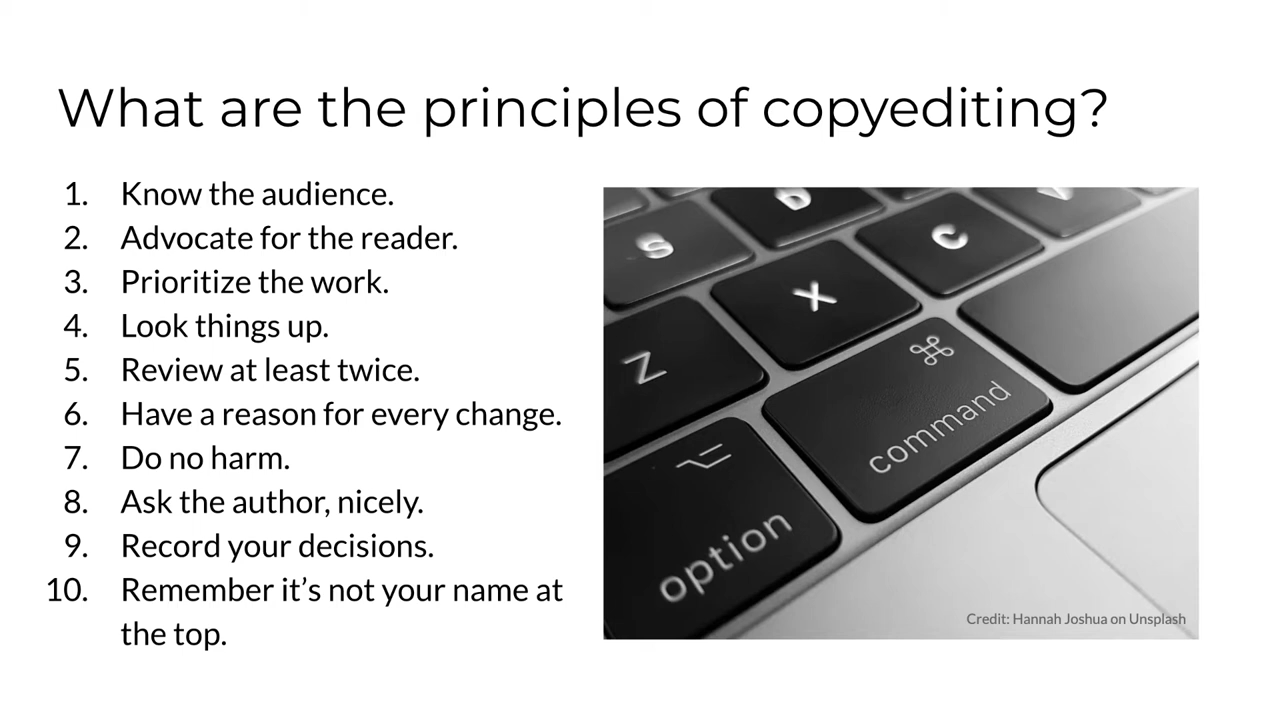 What are the principles of copyediting?
1. Know the audience.
2. Advocate for the reader.
3. Prioritize the work.
4. Look things up.
5. Review at least twice.
6. Have a reason for every change.
7. Do no harm.
8. Ask the author, nicely.
9. Record your decisions.
10. Remember it’s not your name at
the top.
S
D
C
V
Z
X
⌘
command
⌥
option
Credit: Hannah Joshua on Unsplash